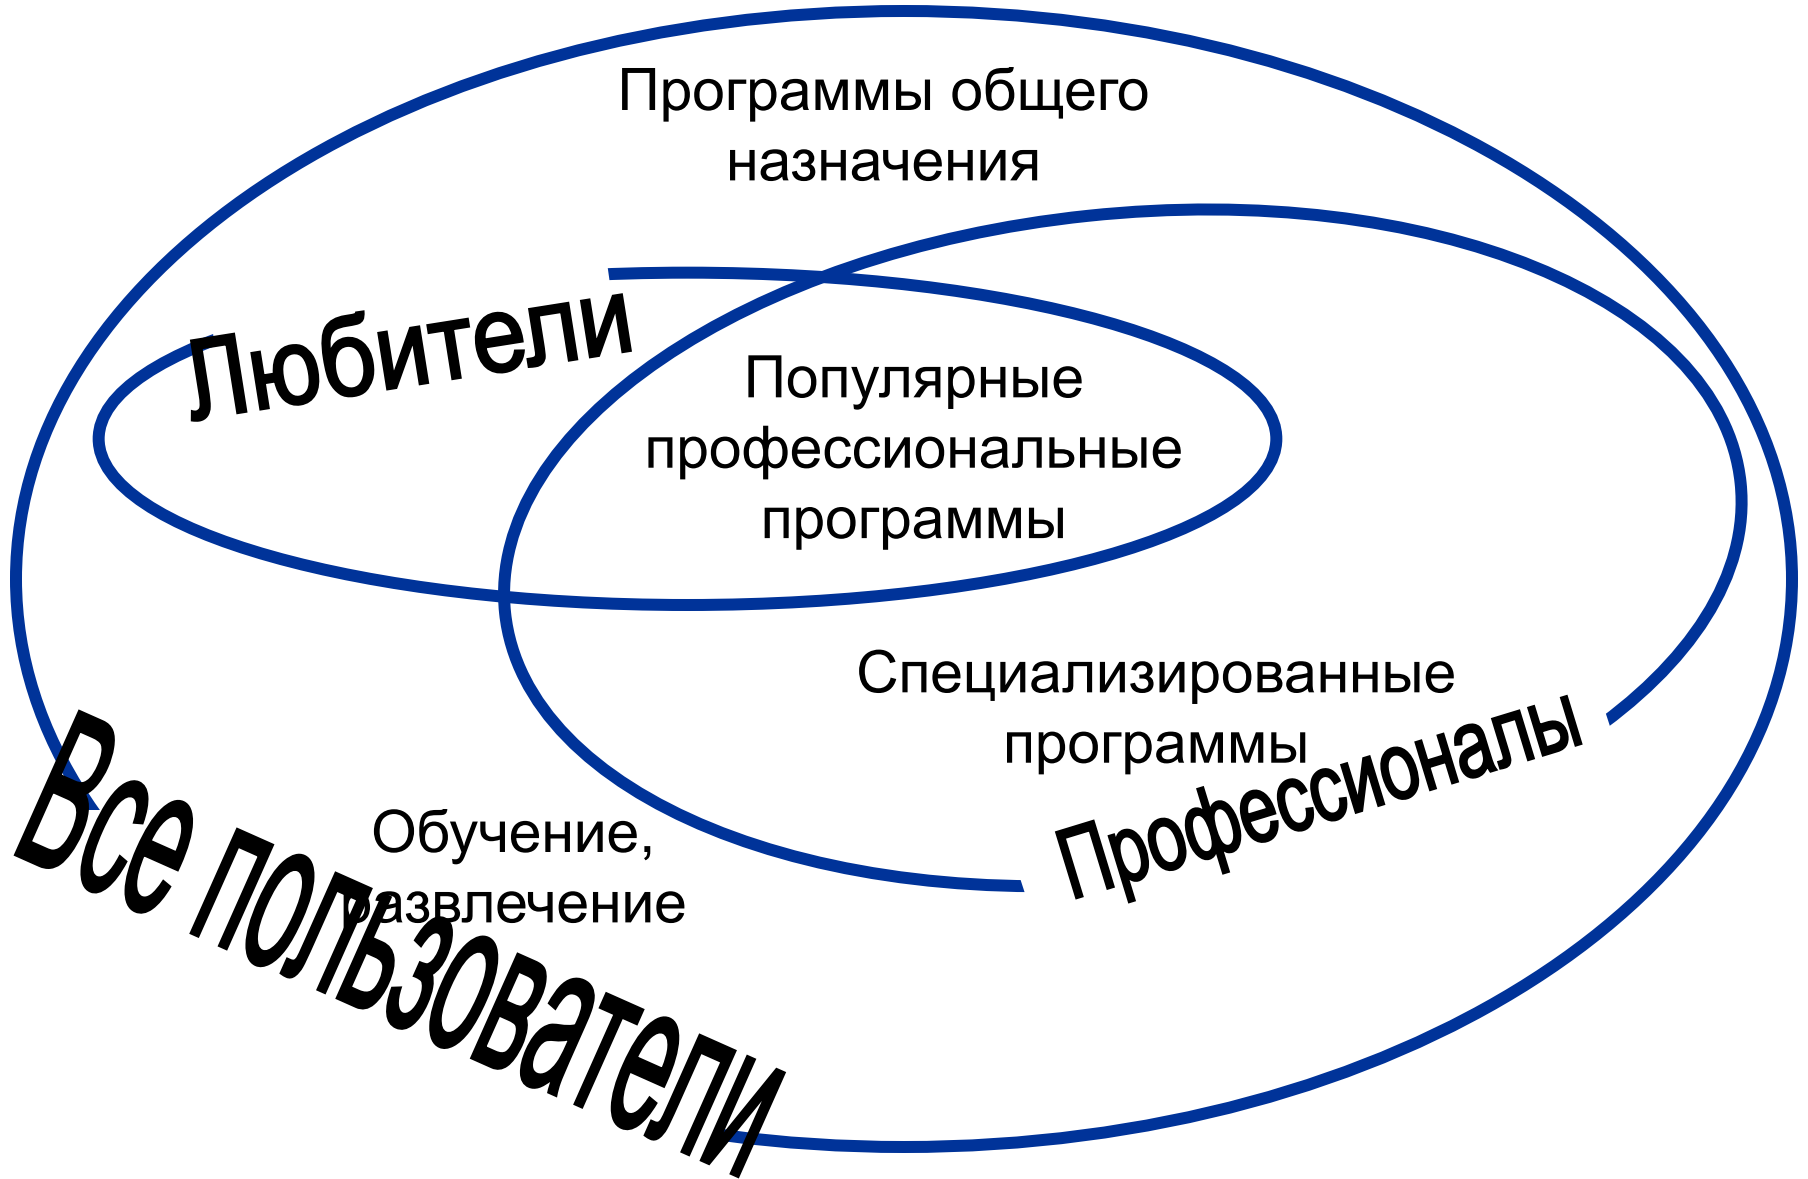 Программы общего
назначения
Любители
Популярные
профессиональные
программы
Специализированные
программы
Профессионалы
Обучение,
развлечение
Все пользователи